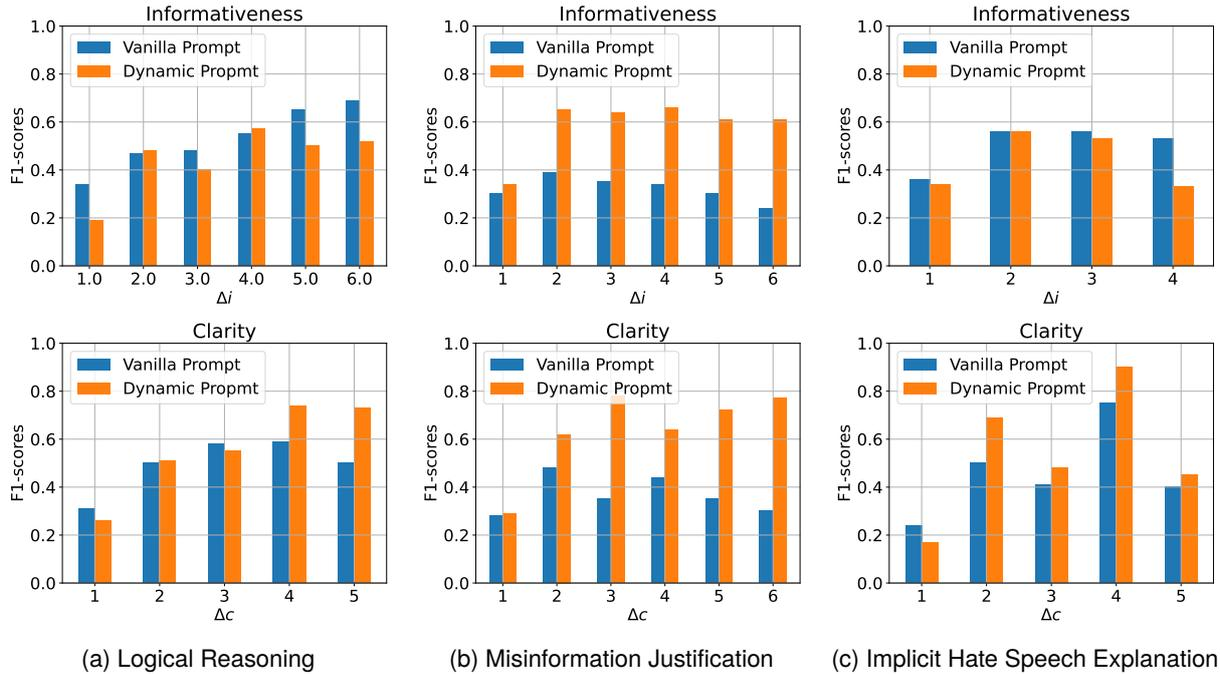 Informativeness
1.0
0.8
0.6
0.4
0.2
0.0
F1-scores
Vanilla Prompt
Dynamic Propmt
1.0 2.0 3.0 4.0 5.0 6.0
Δi
Informativeness
1.0
0.8
0.6
0.4
0.2
0.0
F1-scores
Vanilla Prompt
Dynamic Propmt
1 2 3 4 5 6
Δi
Informativeness
1.0
0.8
0.6
0.4
0.2
0.0
F1-scores
Vanilla Prompt
Dynamic Propmt
1 2 3 4
Δi
Clarity
1.0
0.8
0.6
0.4
0.2
0.0
F1-scores
Vanilla Prompt
Dynamic Propmt
1 2 3 4 5
Δc
Clarity
1.0
0.8
0.6
0.4
0.2
0.0
F1-scores
Vanilla Prompt
Dynamic Propmt
1 2 3 4 5 6
Δc
Clarity
1.0
0.8
0.6
0.4
0.2
0.0
F1-scores
Vanilla Prompt
Dynamic Propmt
1 2 3 4 5
Δc
(a) Logical Reasoning
(b) Misinformation Justification
(c) Implicit Hate Speech Explanation